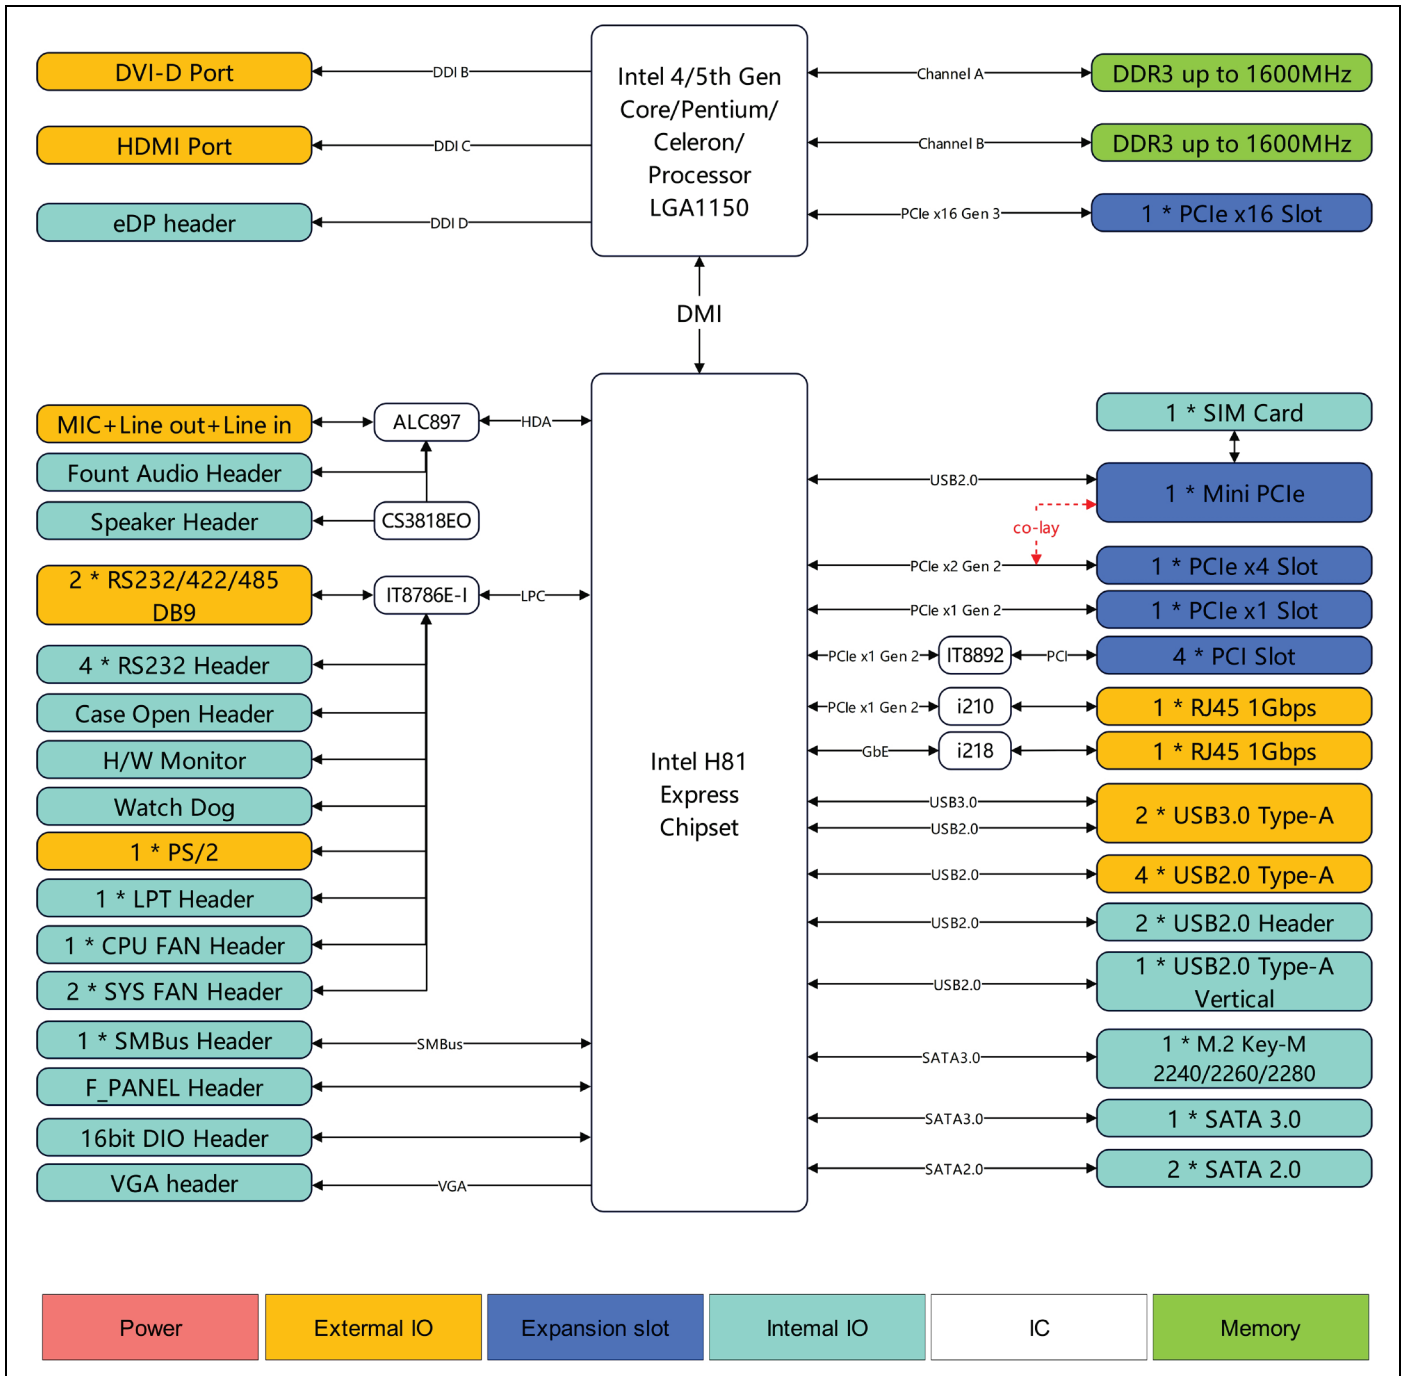 DVI-D Port
DDI B
HDMI Port
DDI C
eDP header
DDI D
Intel 4/5th Gen
Core/Pentium/
Celeron/
Processor
LGA1150
Channel A
DDR3 up to 1600MHz
Channel B
DDR3 up to 1600MHz
PCIe x16 Gen 3
1 * PCIe x16 Slot
DMI
MIC+Line out+Line in
ALC897
HDA
Fount Audio Header
Speaker Header
CS3818EO
2 * RS232/422/485
DB9
IT8786E-I
LPC
4 * RS232 Header
Case Open Header
H/W Monitor
Watch Dog
1 * PS/2
1 * LPT Header
1 * CPU FAN Header
2 * SYS FAN Header
1 * SMBus Header
SMBus
F_PANEL Header
16bit DIO Header
VGA header
VGA
Intel H81
Express
Chipset
1 * SIM Card
USB2.0
1 * Mini PCIe
co-lay
PCIe x2 Gen 2
1 * PCIe x4 Slot
PCIe x1 Gen 2
1 * PCIe x1 Slot
PCIe x1 Gen 2
IT8892
PCI
4 * PCI Slot
PCIe x1 Gen 2
i210
1 * RJ45 1Gbps
GbE
i218
1 * RJ45 1Gbps
USB3.0
USB2.0
2 * USB3.0 Type-A
USB2.0
4 * USB2.0 Type-A
USB2.0
2 * USB2.0 Header
USB2.0
1 * USB2.0 Type-A
Vertical
SATA3.0
1 * M.2 Key-M
2240/2260/2280
SATA3.0
1 * SATA 3.0
SATA2.0
2 * SATA 2.0
Power
Extermal IO
Expansion slot
Intemal IO
IC
Memory